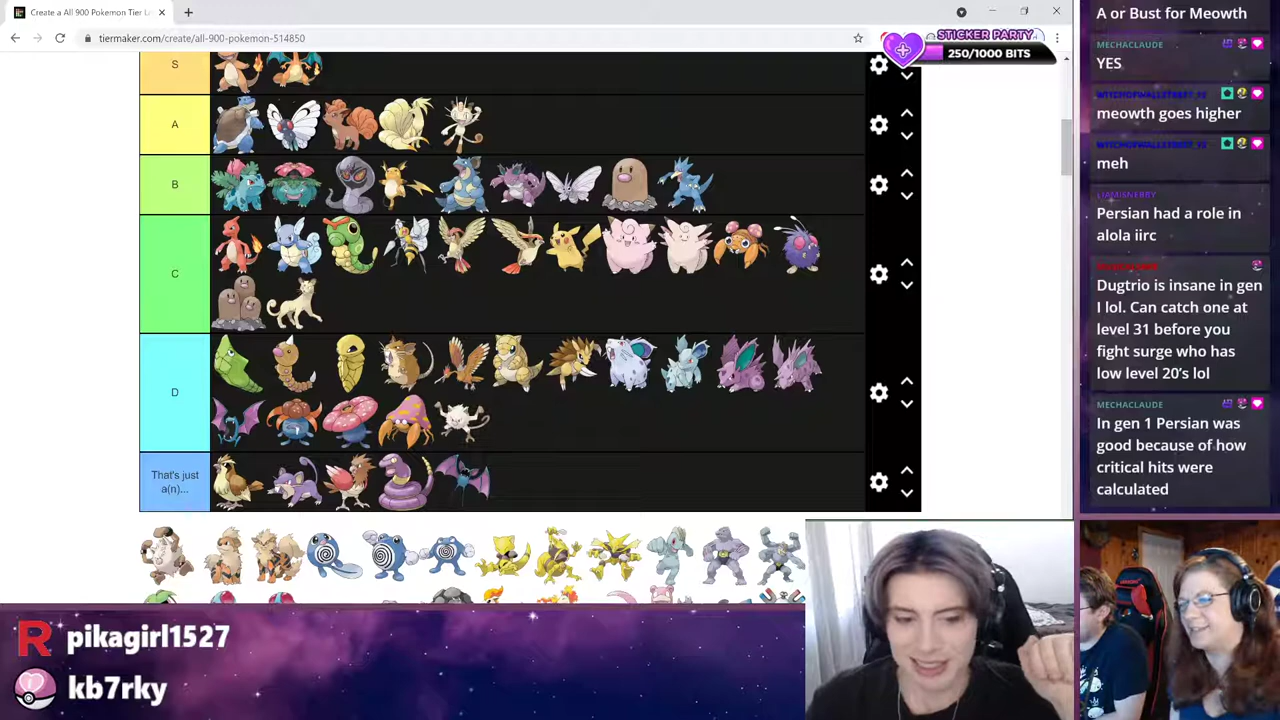 Create a All 900 Pokemon Tier Li
tiermaker.com/create/all-900-pokemon-514850
STICKER PARTY
250/1000 BITS
S
A
B
C
D
That's just
a(n)...
A or Bust for Meowth
MECHACLAUDE
YES
meowth goes higher
meh
LIAMISNERRY
Persian had a role in
alola iirc
Dugtrio is insane in gen
I lol. Can catch one at
level 31 before you
fight surge who has
low level 20's lol
MECHACLAUDE
In gen 1 Persian was
good because of how
critical hits were
calculated
R pikagirl1527
kb7rky